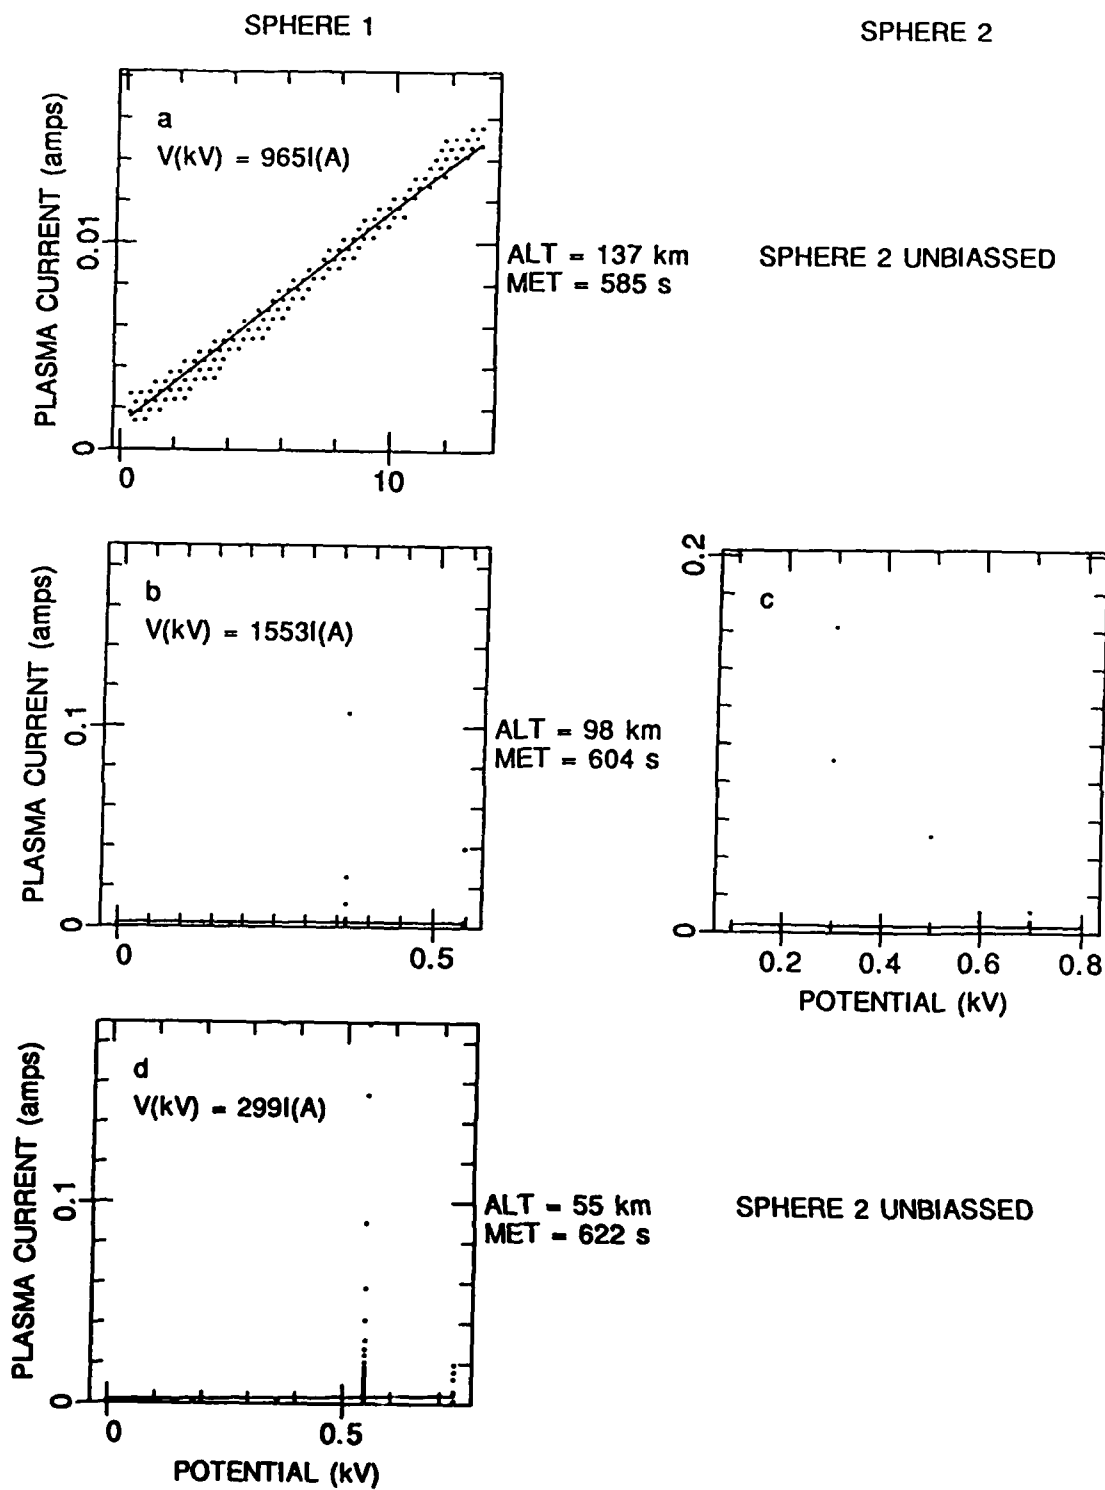 SPHERE 1
SPHERE 2
a
V(kV) = 965I(A)
PLASMA CURRENT (amps)
0.01
0
0
10
ALT = 137 km
MET = 585 s
SPHERE 2 UNBIASSED
b
V(kV) = 1553I(A)
PLASMA CURRENT (amps)
0.1
0
0
0.5
ALT = 98 km
MET = 604 s
c
0.2
0
0.2
0.4
0.6
0.8
POTENTIAL (kV)
d
V(kV) = 299I(A)
PLASMA CURRENT (amps)
0.1
0
0
0.5
POTENTIAL (kV)
ALT = 55 km
MET = 622 s
SPHERE 2 UNBIASSED